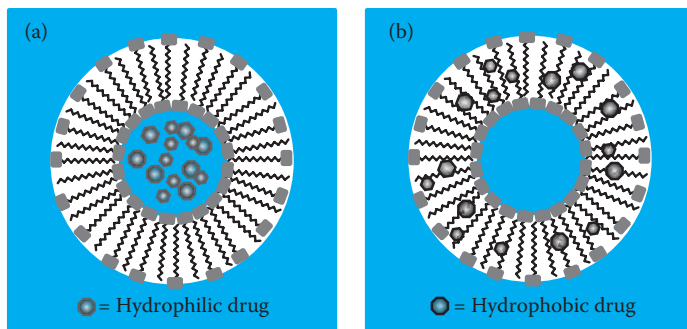 (a)
= Hydrophilic drug
(b)
= Hydrophobic drug